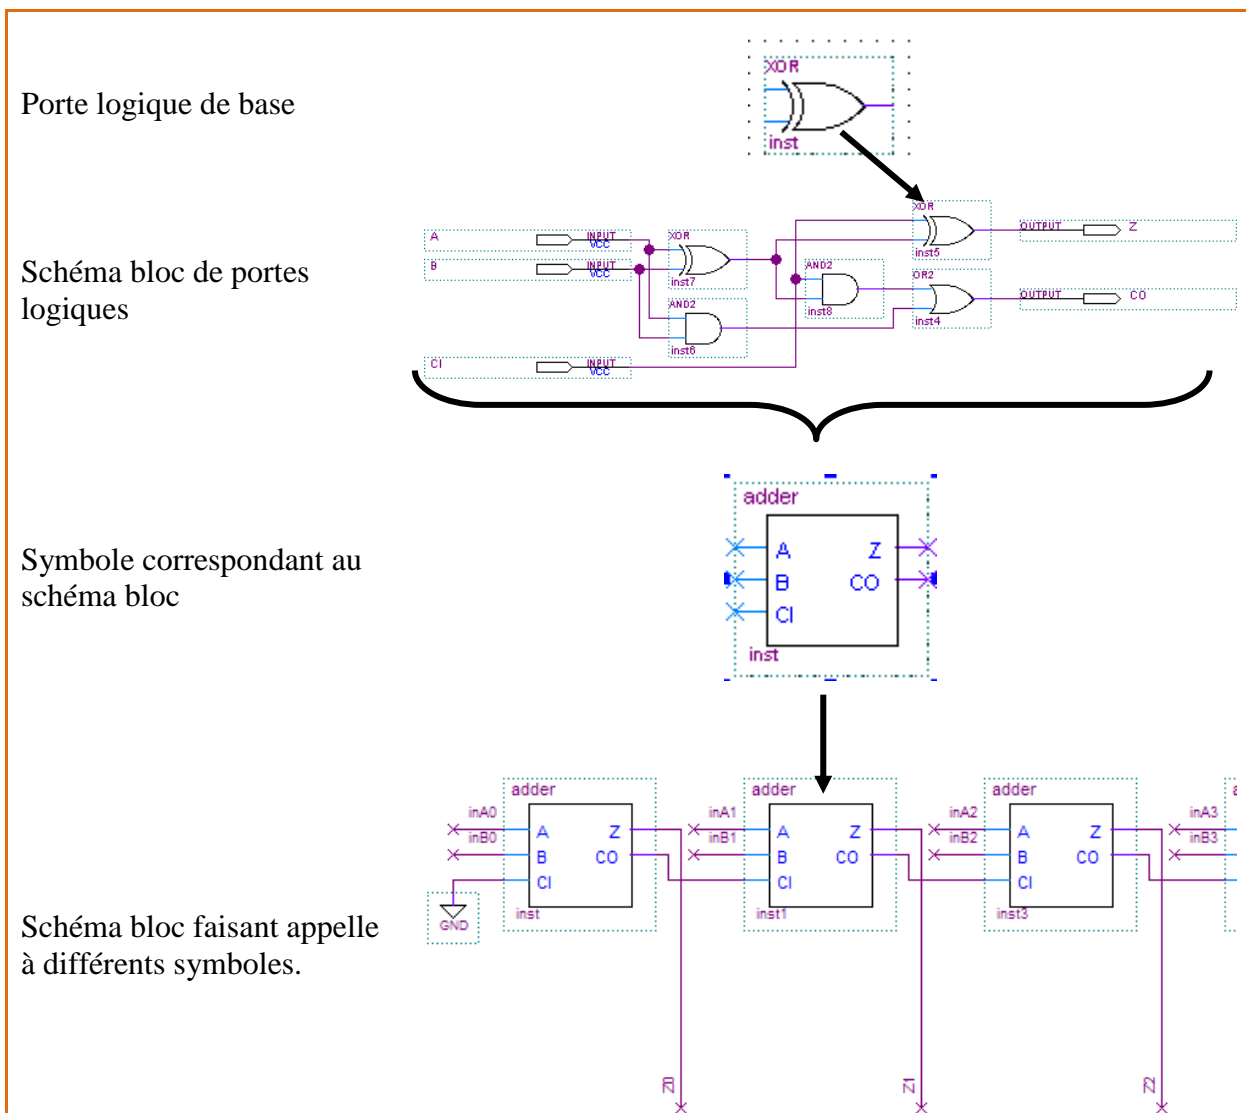 XOR
Porte logique de base
inst
A
INPUT
VCC
XOR
inst7
XOR
inst5
OUTPUT
Z
B
INPUT
VCC
Schéma bloc de portes
logiques
AND2
inst8
OR2
inst4
OUTPUT
CO
AND2
inst6
CI
INPUT
VCC
adder
A
Z
B
CO
CI
inst
Symbole correspondant au
schéma bloc
adder
inA0
A
Z
inB0
B
CO
CI
GND
inst
adder
inA1
A
Z
inB1
B
CO
CI
inst1
adder
inA2
A
Z
inB2
B
CO
CI
inst3
inA3
inB3
Schéma bloc faisant appelle
à différents symboles.
Z0
Z1
Z2